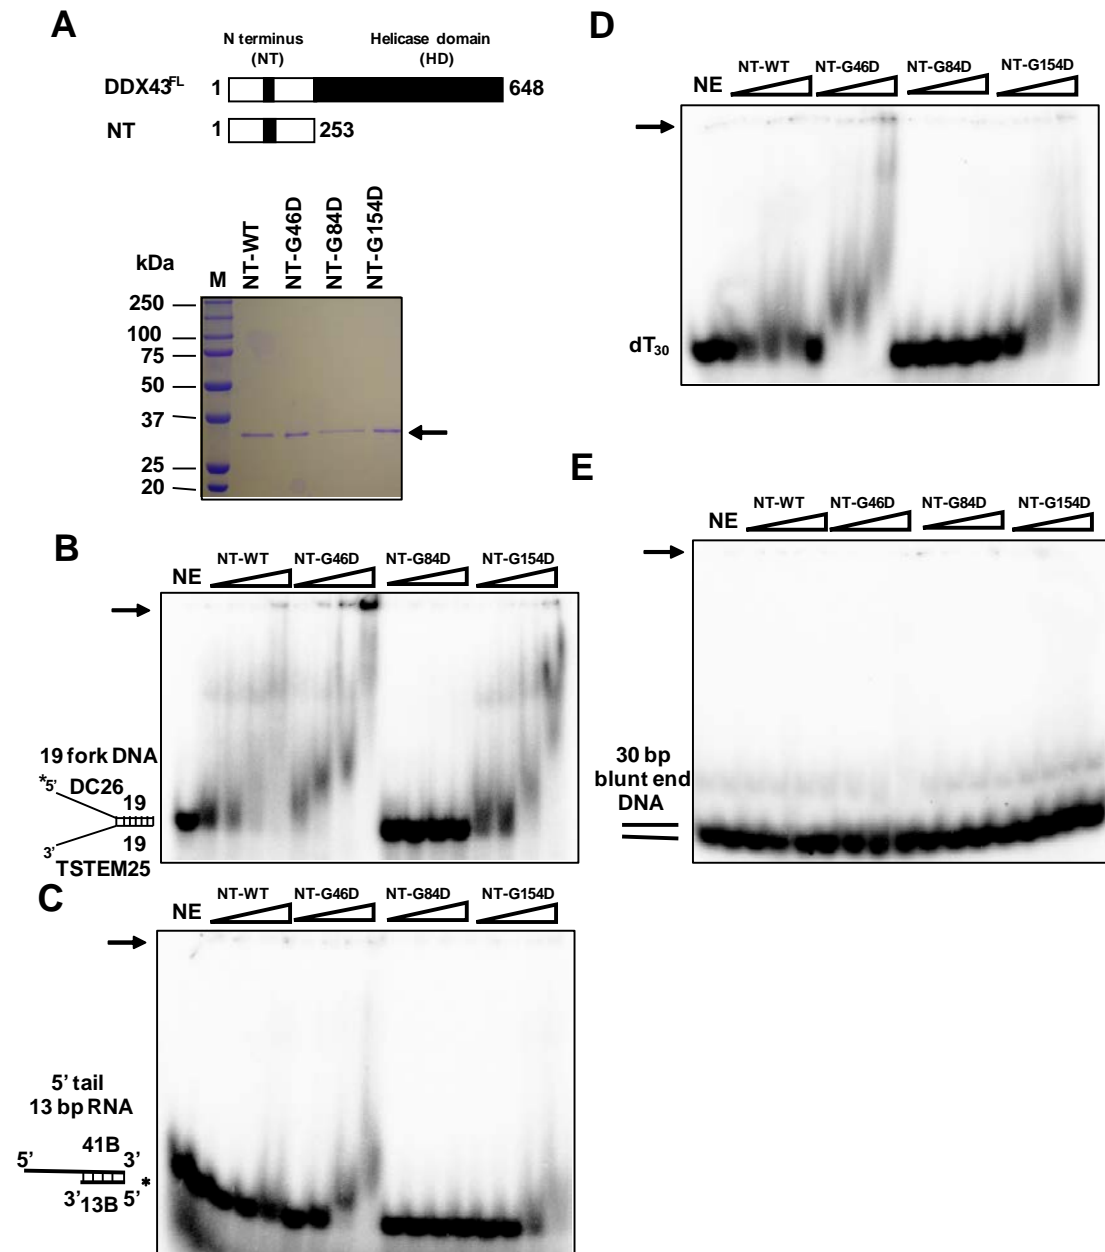 A
N terminus
(NT)
Helicase domain
(HD)
DDX43FL 1 648
NT 1 253
kDa
M
NT-WT
NT-G46D
NT-G84D
NT-G154D
250
100
75
50
37
25
20
B
NE NT-WT NT-G46D NT-G84D NT-G154D
19 fork DNA
*5' DC26
19
19
3'
TSTEM25
C
NE NT-WT NT-G46D NT-G84D NT-G154D
5' tail
13 bp RNA
41B
5' 3'
*
3' 13B 5'
D
NE NT-WT NT-G46D NT-G84D NT-G154D
dT30
E
NE NT-WT NT-G46D NT-G84D NT-G154D
30 bp
blunt end
DNA